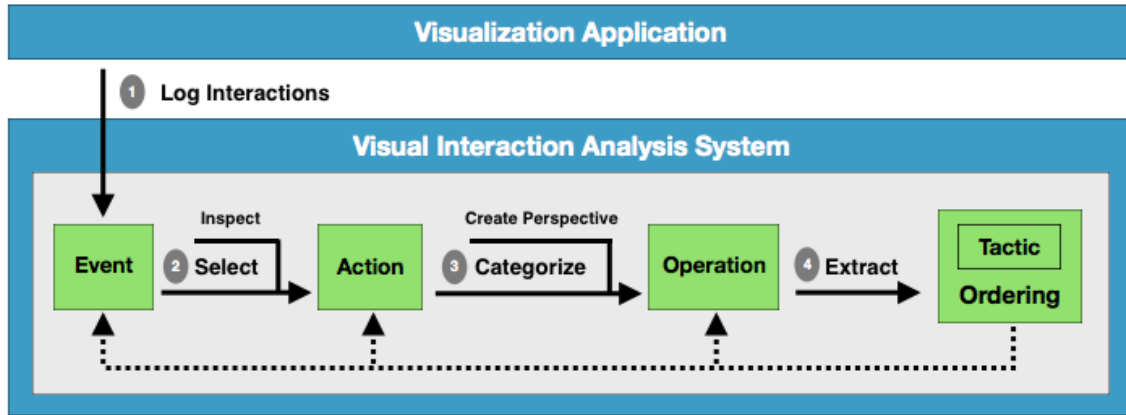 Visualization Application
1 Log Interactions
Visual Interaction Analysis System
Inspect
Create Perspective
Event
2 Select
Action
3 Categorize
Operation
4 Extract
Tactic
Ordering